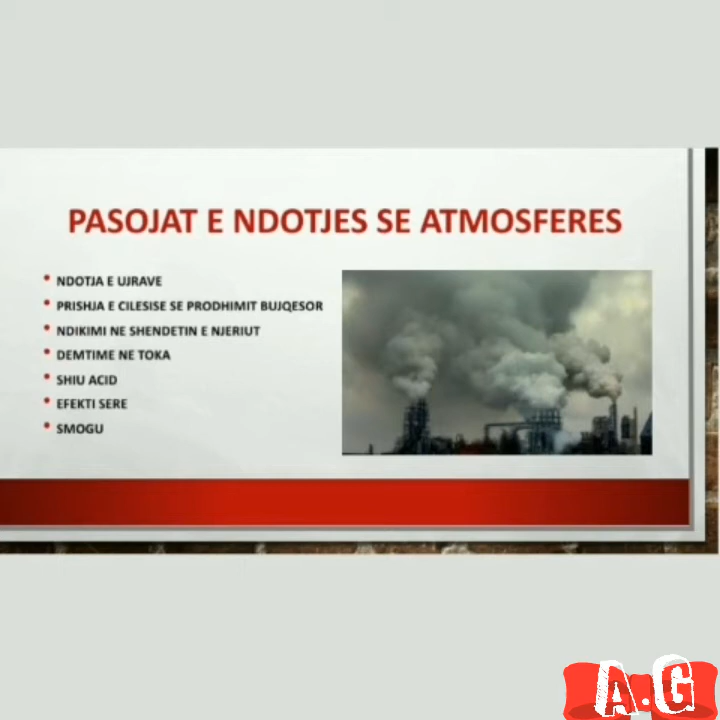 PASOJAT E NDOTJES SE ATMOSFERES
• NDOTJA E UJRAVE
• PRISHJA E CILESISE SE PRODHIMIT BUJQESOR
• NDIKIMI NE SHENDETIN E NJERIUT
• DEMTIME NE TOKA
• SHIU ACID
• EFEKTI SERE
• SMOGU
A.G